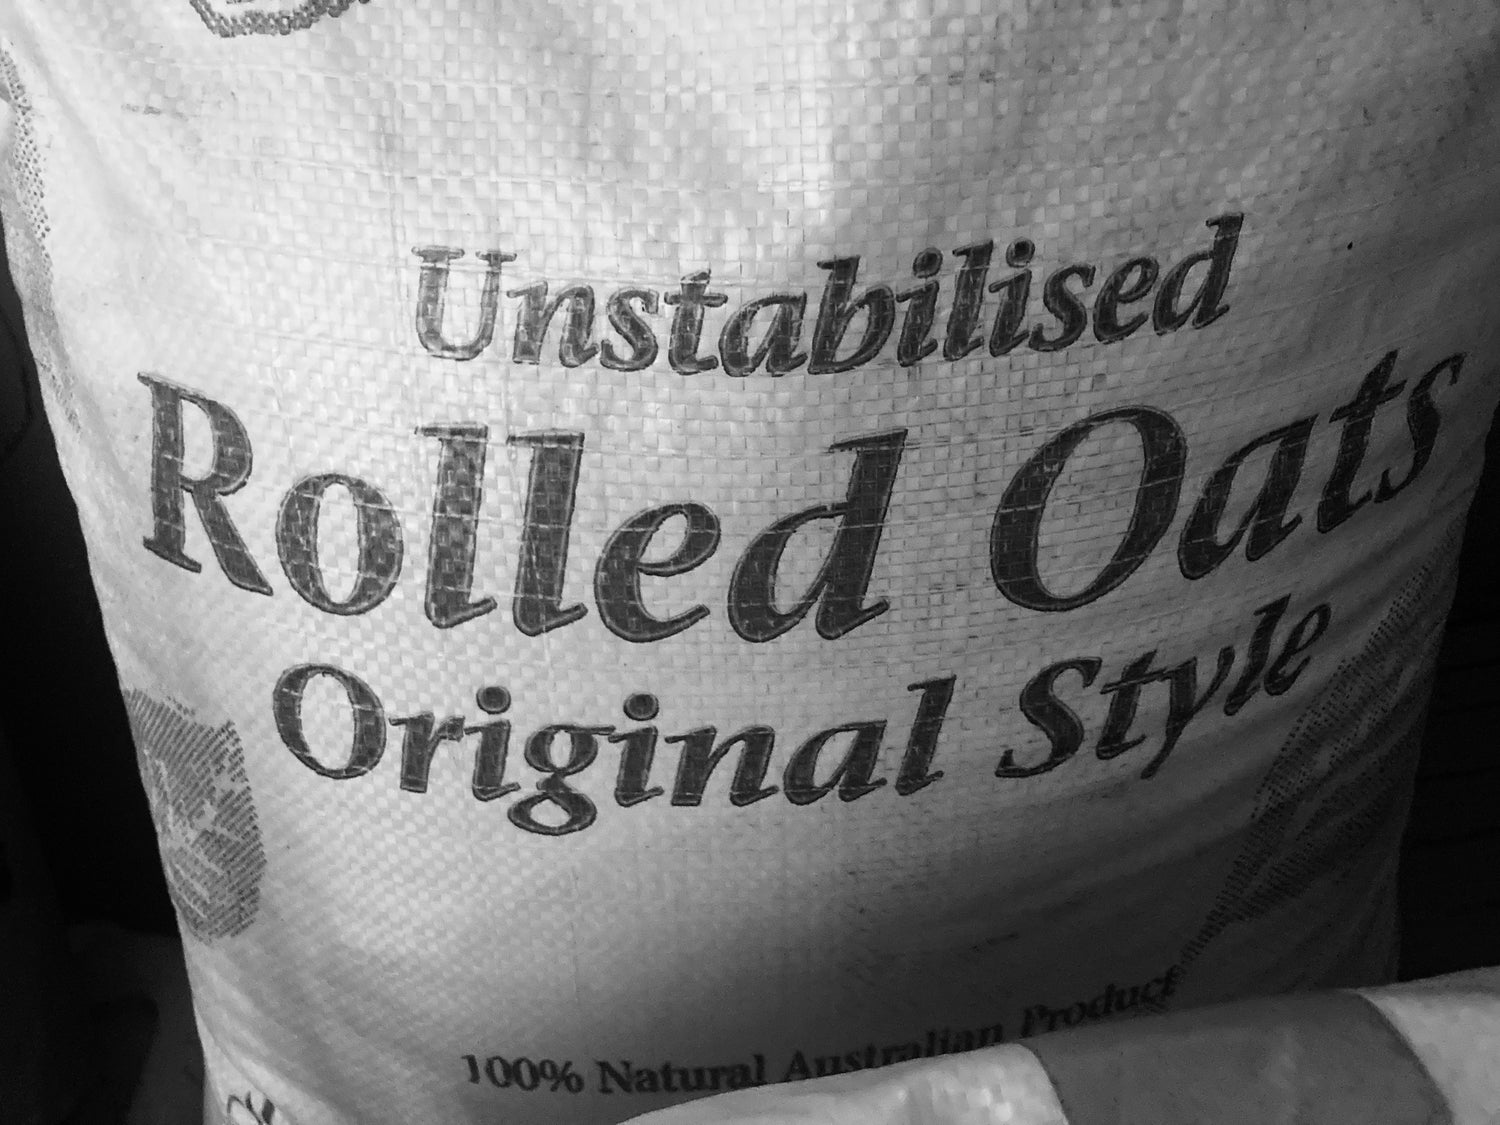 Unstabilised
Rolled Oats
Original Style
100% Natural Australian Product